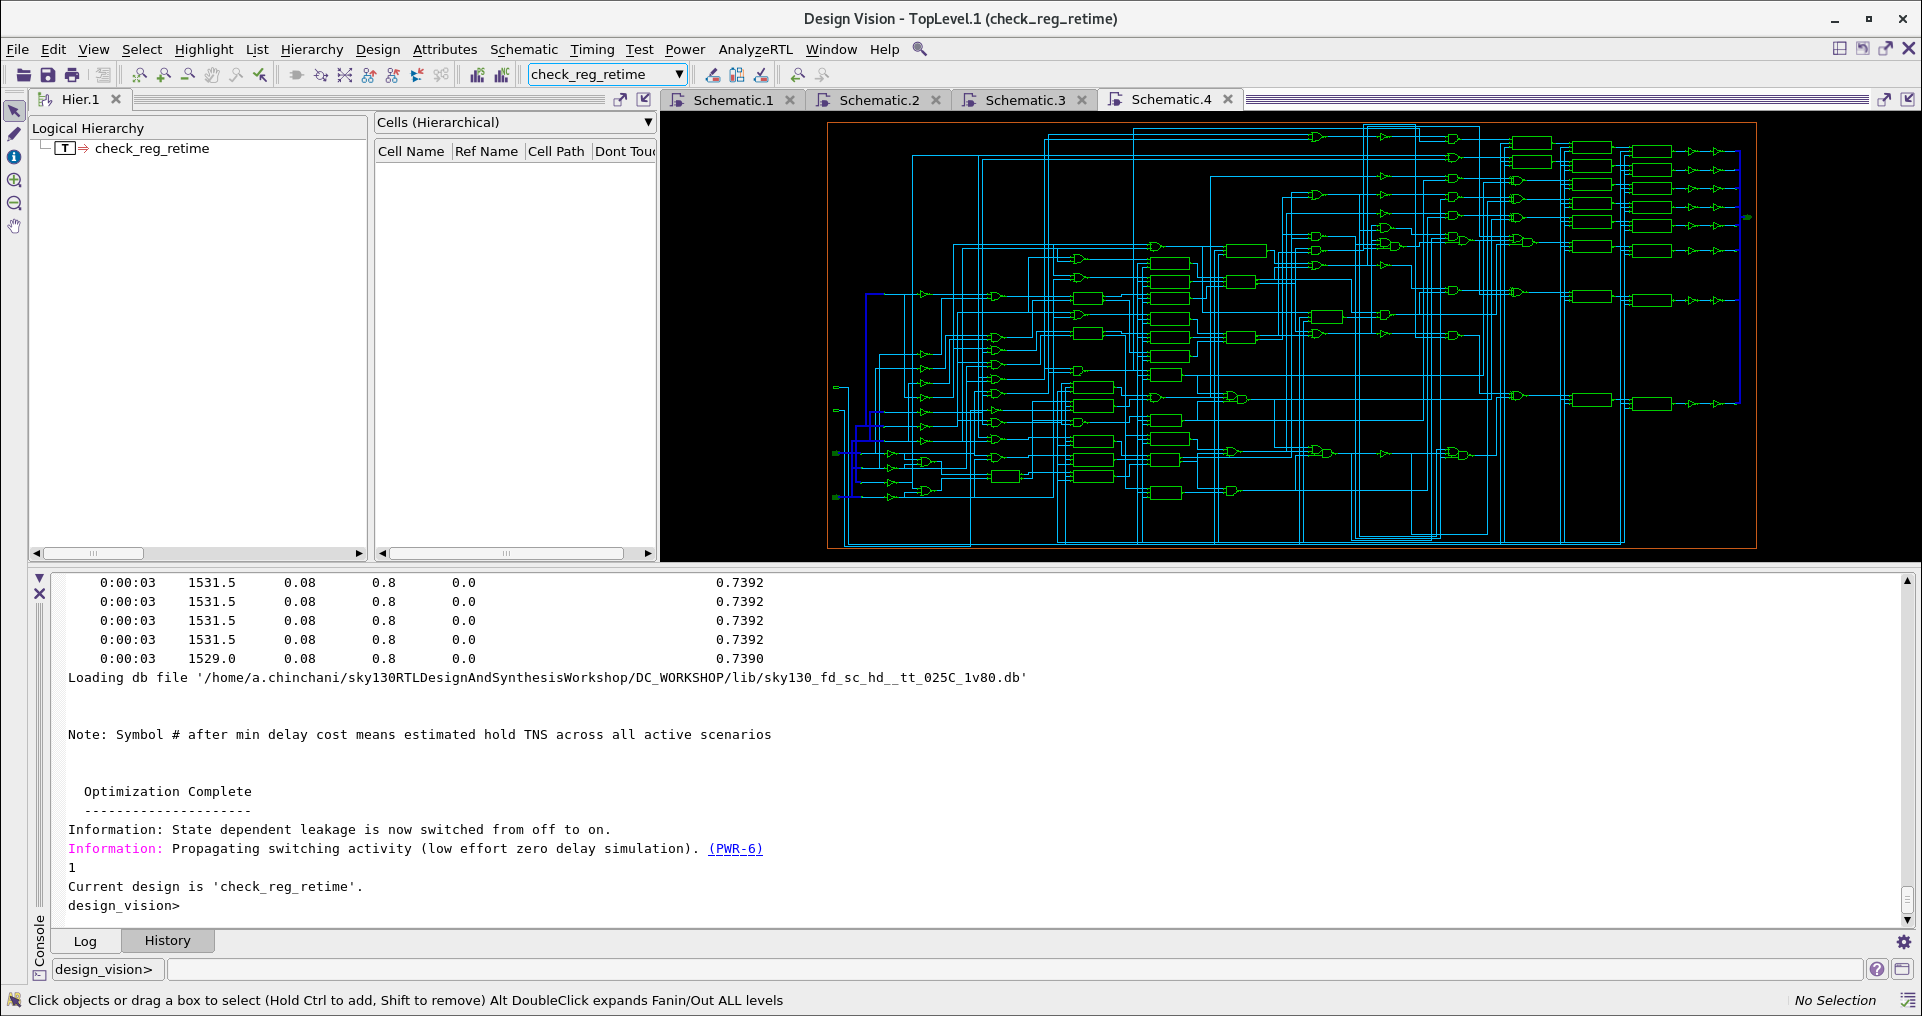 Design Vision - TopLevel.1 (check_reg_retime)
File Edit View Select Highlight List Hierarchy Design Attributes Schematic Timing Test Power AnalyzeRTL Window Help
check_reg_retime
Hier.1
Schematic.1 Schematic.2 Schematic.3 Schematic.4
Logical Hierarchy
T check_reg_retime
Cells (Hierarchical)
Cell Name Ref Name Cell Path Dont Touc
0:00:03 1531.5 0.08 0.8 0.0 0.7392
0:00:03 1531.5 0.08 0.8 0.0 0.7392
0:00:03 1531.5 0.08 0.8 0.0 0.7392
0:00:03 1531.5 0.08 0.8 0.0 0.7392
0:00:03 1529.0 0.08 0.8 0.0 0.7390
Loading db file '/home/a.chinchani/sky130RTLDesignAndSynthesisWorkshop/DC_WORKSHOP/lib/sky130_fd_sc_hd__tt_025C_1v80.db'
Note: Symbol # after min delay cost means estimated hold TNS across all active scenarios
Optimization Complete
---------------------
Information: State dependent leakage is now switched from off to on.
Information: Propagating switching activity (low effort zero delay simulation). (PWR-6)
1
Current design is 'check_reg_retime'.
design_vision>
Console
Log History
design_vision>
Click objects or drag a box to select (Hold Ctrl to add, Shift to remove) Alt DoubleClick expands Fanin/Out ALL levels
No Selection